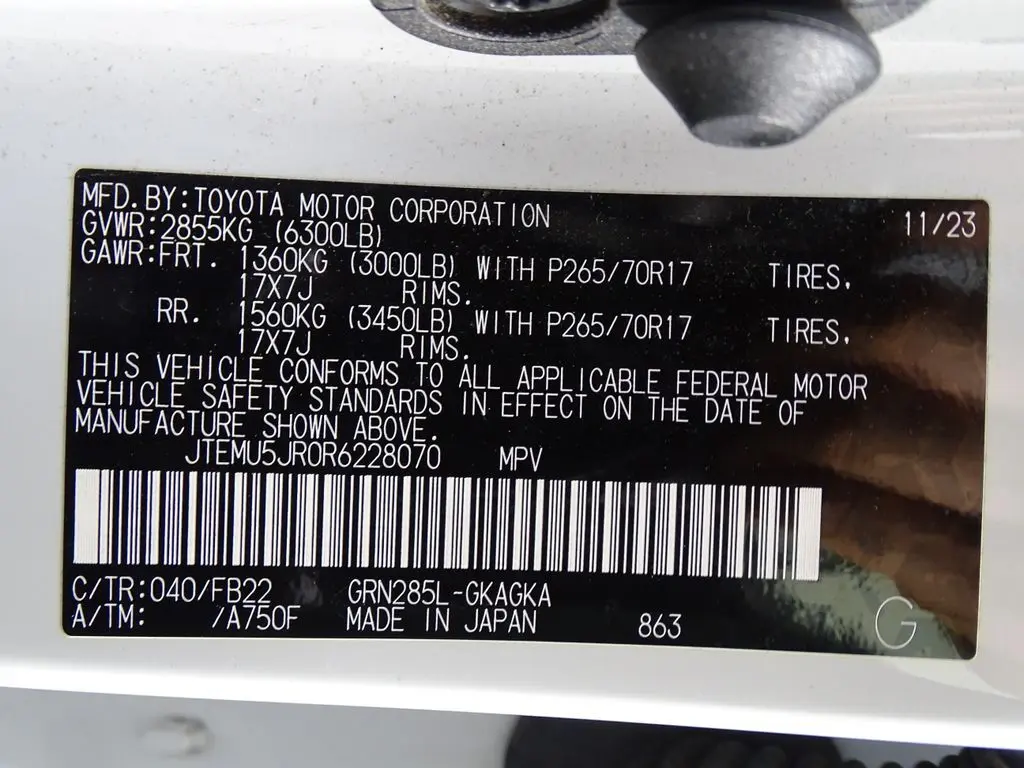 MFD.BY:TOYOTA MOTOR CORPORATION 11/23
GVWR:2855KG (6300LB)
GAWR:FRT. 1360KG (3000LB) WITH P265/70R17 TIRES,
17X7J RIMS.
RR. 1560KG (3450LB) WITH P265/70R17 TIRES,
17X7J RIMS.
THIS VEHICLE CONFORMS TO ALL APPLICABLE FEDERAL MOTOR
VEHICLE SAFETY STANDARDS IN EFFECT ON THE DATE OF
MANUFACTURE SHOWN ABOVE.
JTEMU5JR0R6228070 MPV
C/TR:040/FB22 GRN285L-GKAGKA
A/TM: /A750F MADE IN JAPAN 863 G